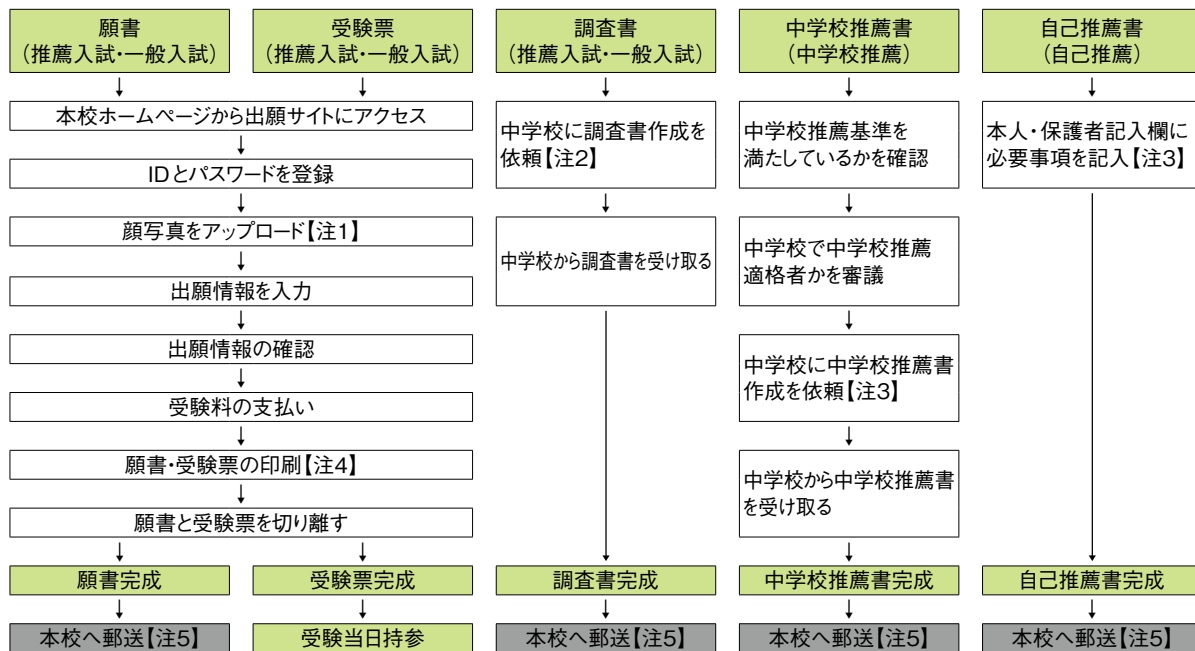 願書
(推薦入試・一般入試)
受験票
(推薦入試・一般入試)
調査書
(推薦入試・一般入試)
中学校推薦書
(中学校推薦)
自己推薦書
(自己推薦)
本校ホームページから出願サイトにアクセス
IDとパスワードを登録
顔写真をアップロード【注1】
出願情報を入力
出願情報の確認
受験料の支払い
願書・受験票の印刷【注4】
願書と受験票を切り離す
願書完成
本校へ郵送【注5】
受験票完成
受験当日持参
中学校に調査書作成を
依頼【注2】
中学校から調査書を受け取る
調査書完成
本校へ郵送【注5】
中学校推薦基準を
満たしているかを確認
中学校で中学校推薦
適格者かを審議
中学校に中学校推薦書
作成を依頼【注3】
中学校から中学校推薦書
を受け取る
中学校推薦書完成
本校へ郵送【注5】
本人・保護者記入欄に
必要事項を記入【注3】
自己推薦書完成
本校へ郵送【注5】